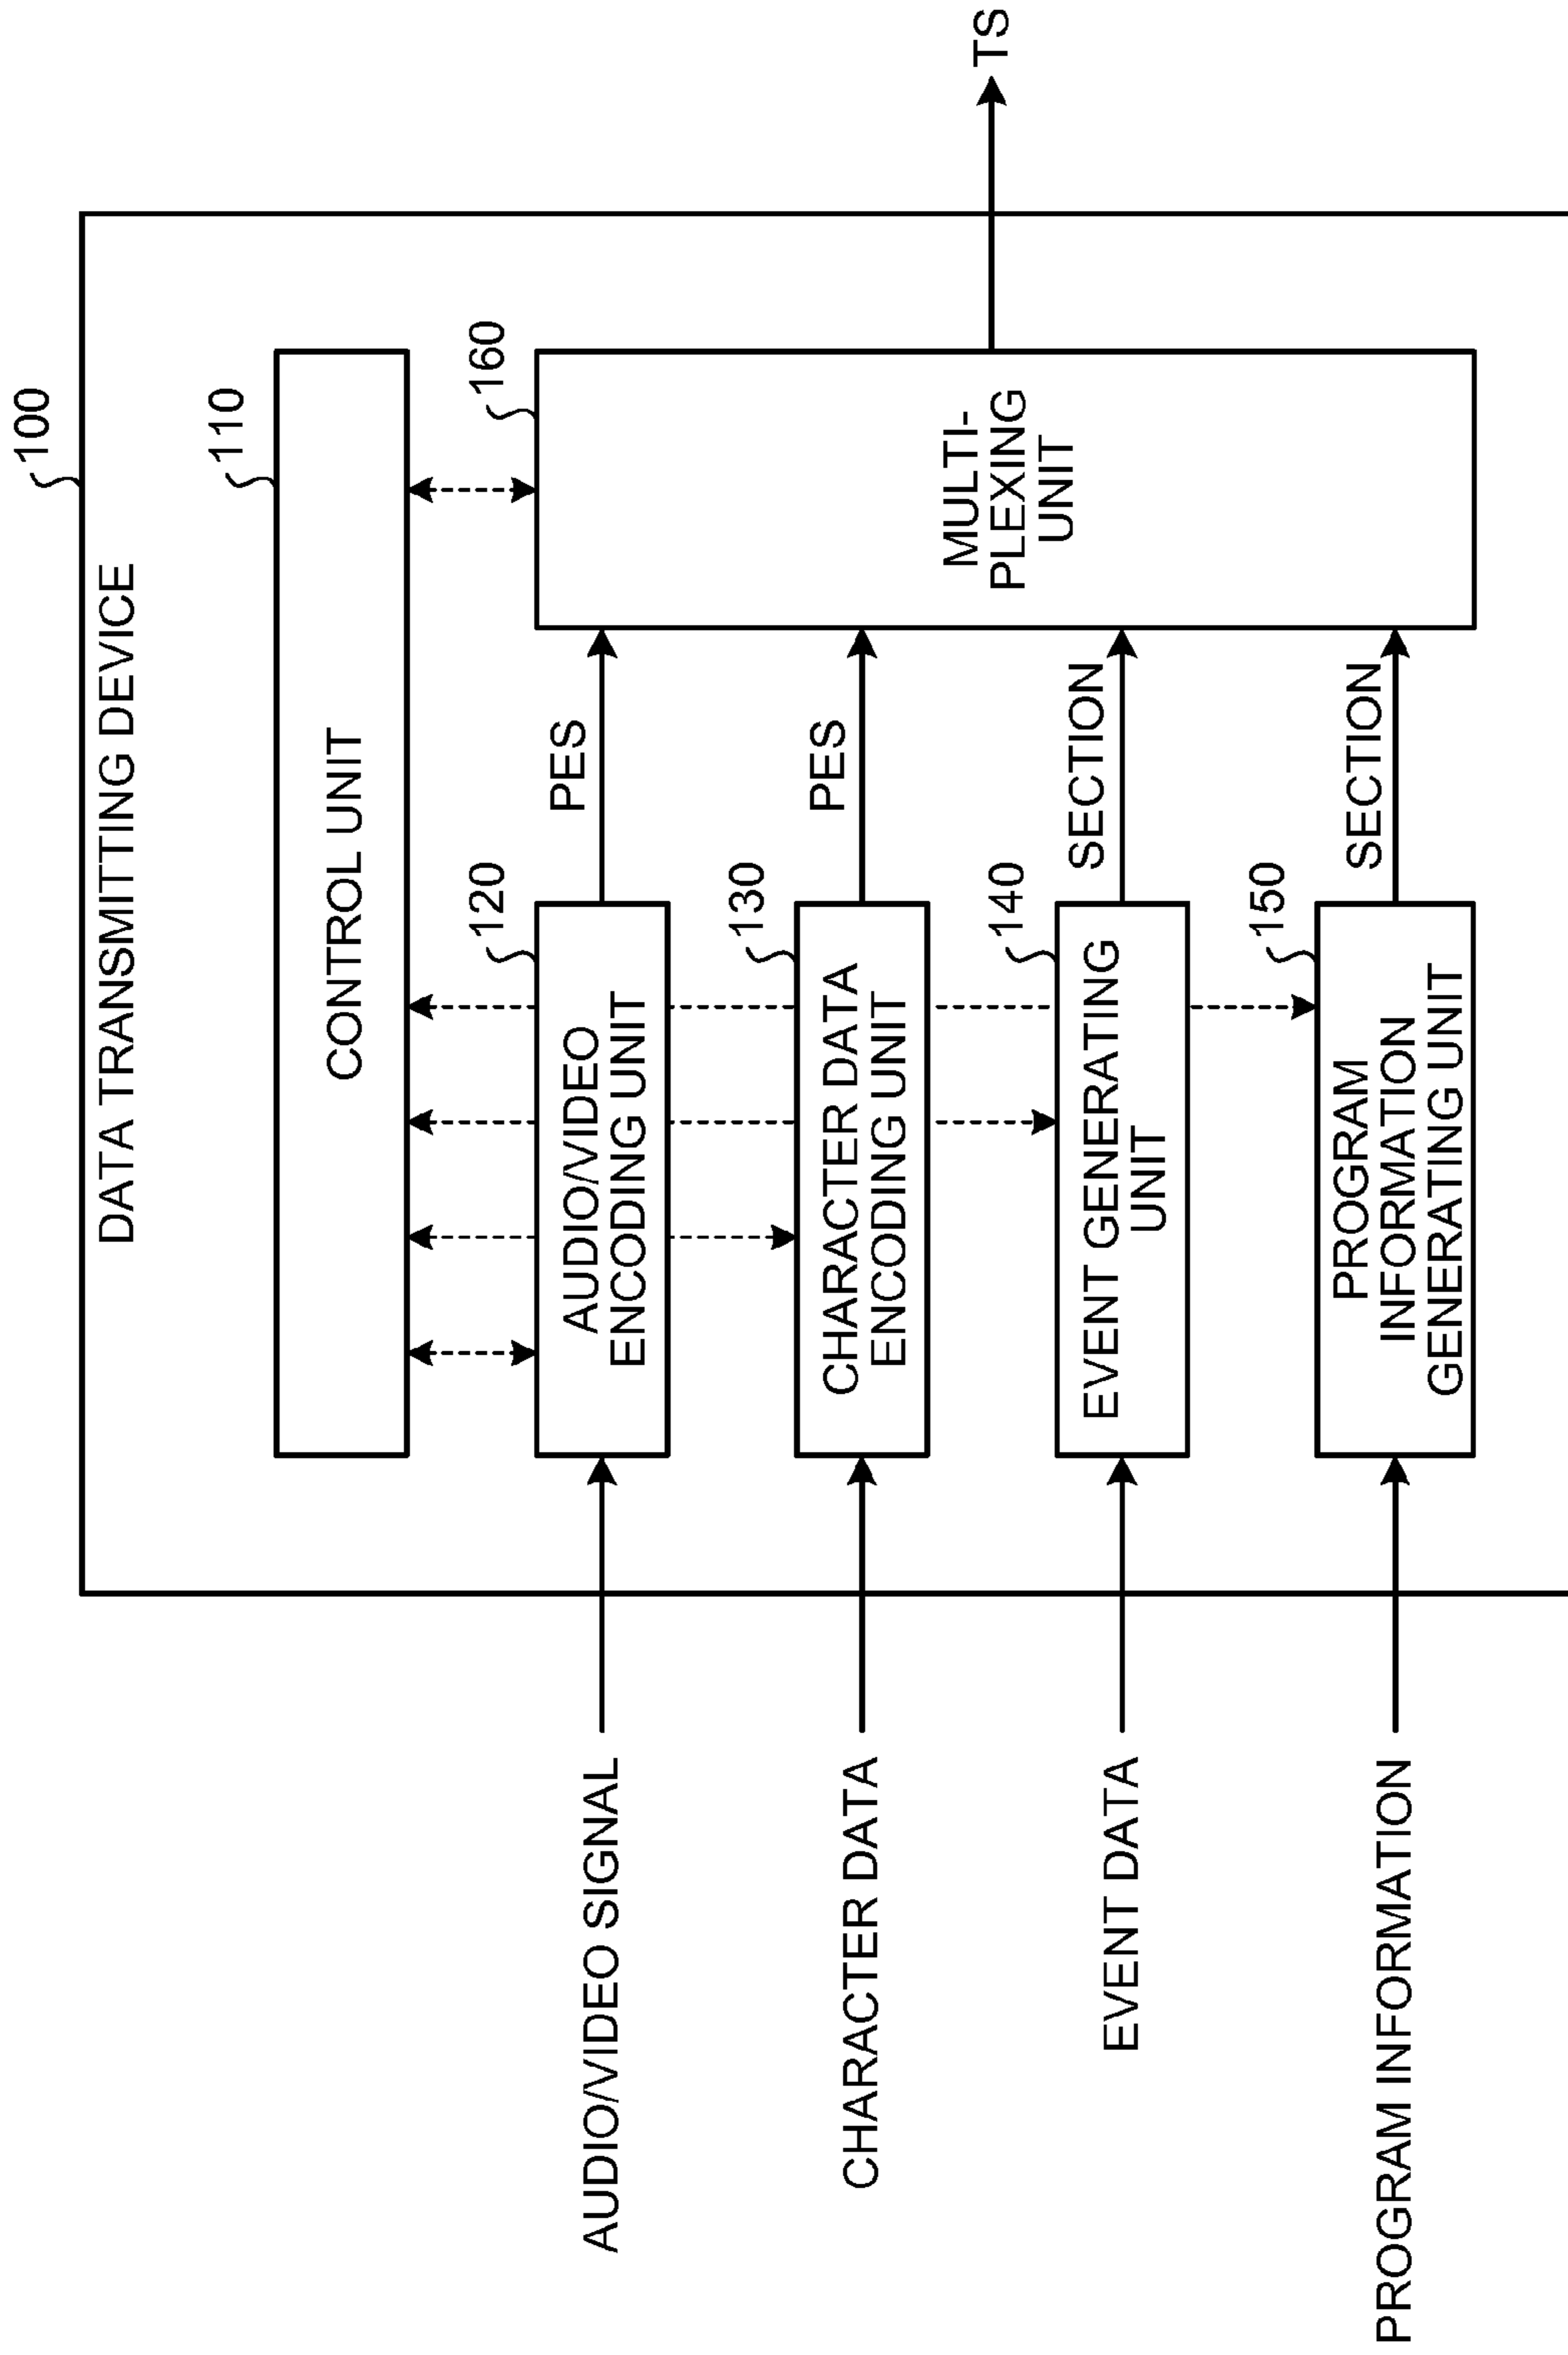 100
DATA TRANSMITTING DEVICE
110
CONTROL UNIT
120
160
AUDIO/VIDEO SIGNAL
AUDIO/VIDEO
ENCODING UNIT
PES
130
CHARACTER DATA
CHARACTER DATA
ENCODING UNIT
PES
MULTI-
PLEXING
UNIT
TS
140
EVENT DATA
EVENT GENERATING
UNIT
SECTION
150
PROGRAM INFORMATION
PROGRAM
INFORMATION
GENERATING UNIT
SECTION